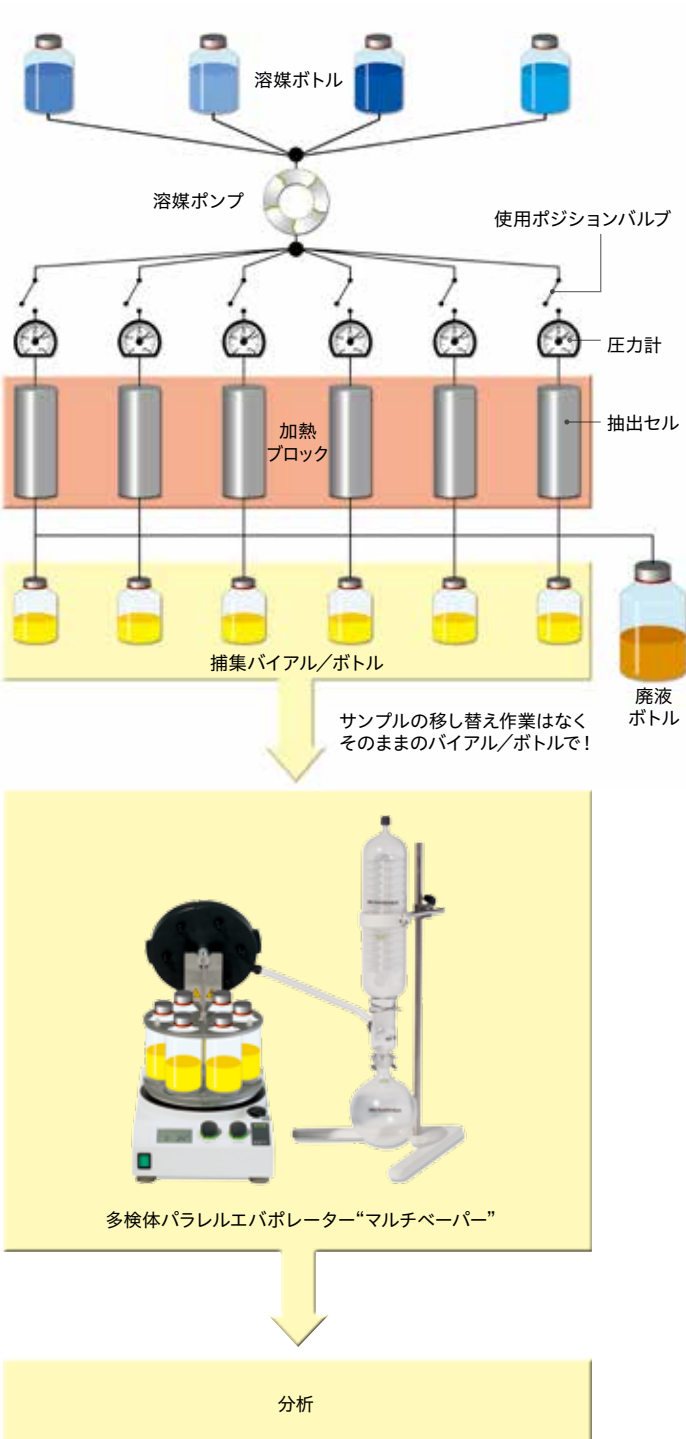 溶媒ボトル
溶媒ポンプ
使用ポジションバルブ
圧力計
加熱
ブロック
抽出セル
捕集バイアル／ボトル
廃液
ボトル
サンプルの移し替え作業はなく
そのままのバイアル／ボトルで！
多検体パラレルエバポレーター“マルチベーパー”
分析